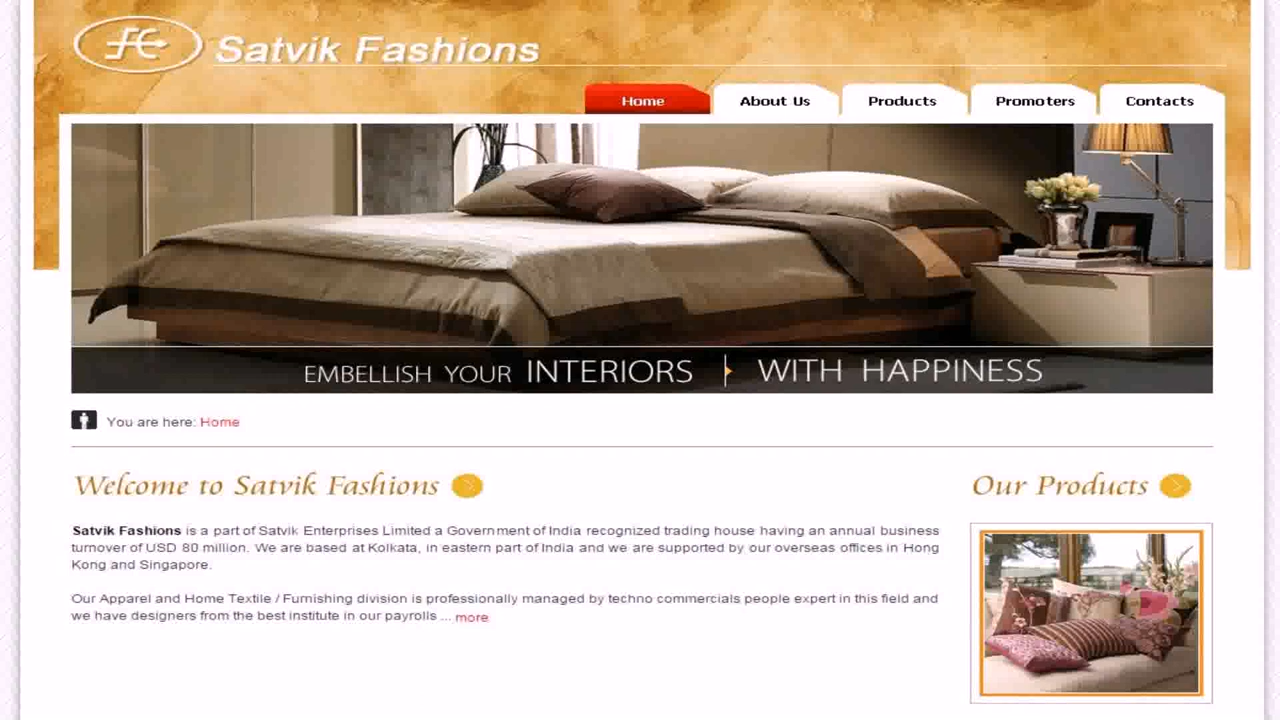 Satvik Fashions
Home
About Us
Products
Promoters
Contacts
EMBELLISH YOUR INTERIORS WITH HAPPINESS
You are here: Home
Welcome to Satvik Fashions
Satvik Fashions is a part of Satvik Enterprises Limited a Government of India recognized trading house having an annual business
turnover of USD 80 million. We are based at Kolkata, in eastern part of India and we are supported by our overseas offices in Hong
Kong and Singapore.
Our Apparel and Home Textile / Furnishing division is professionally managed by techno commercials people expert in this field and
we have designers from the best institute in our payrolls ... more
Our Products